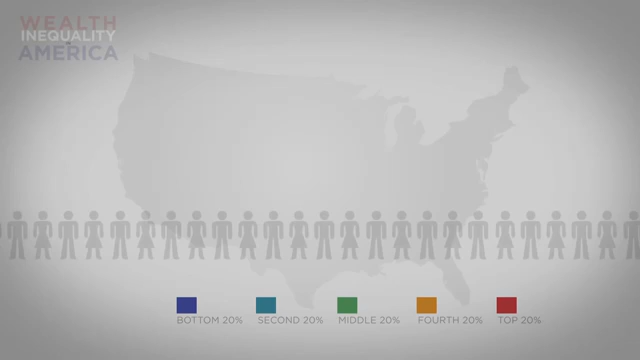 WEALTH
INEQUALITY
AMERICA
BOTTOM 20% SECOND 20% MIDDLE 20% FOURTH 20% TOP 20%